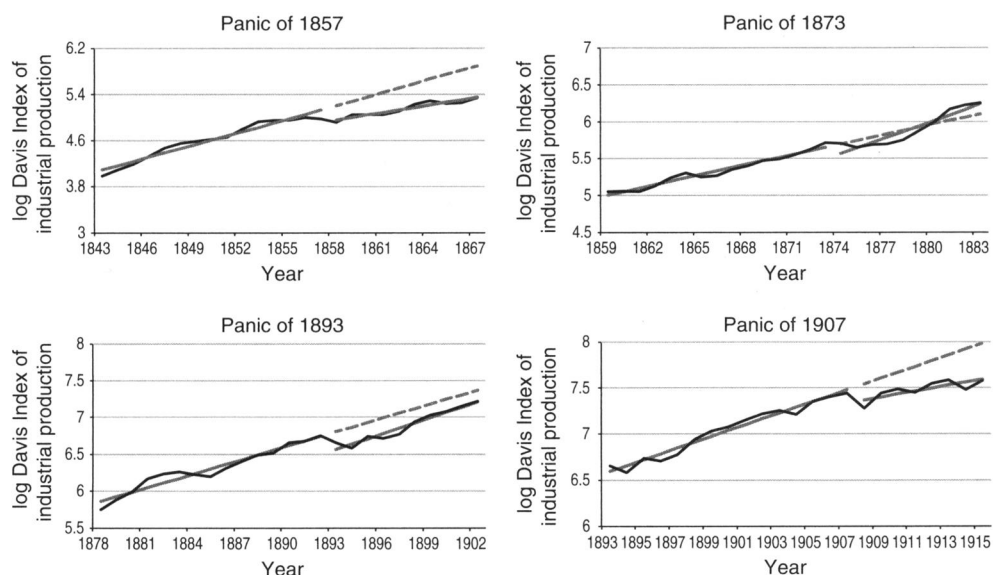 Panic of 1857
log Davis Index of
industrial production
6.2
5.4
4.6
3.8
3
1843 1846 1849 1852 1855 1858 1861 1864 1867
Year
Panic of 1873
log Davis Index of
industrial production
7
6.5
6
5.5
5
4.5
1859 1862 1865 1868 1871 1874 1877 1880 1883
Year
Panic of 1893
log Davis Index of
industrial production
8
7.5
7
6.5
6
5.5
1878 1881 1884 1887 1890 1893 1896 1899 1902
Year
Panic of 1907
log Davis Index of
industrial production
8
7.5
7
6.5
6
1893 1895 1897 1899 1901 1903 1905 1907 1909 1911 1913 1915
Year